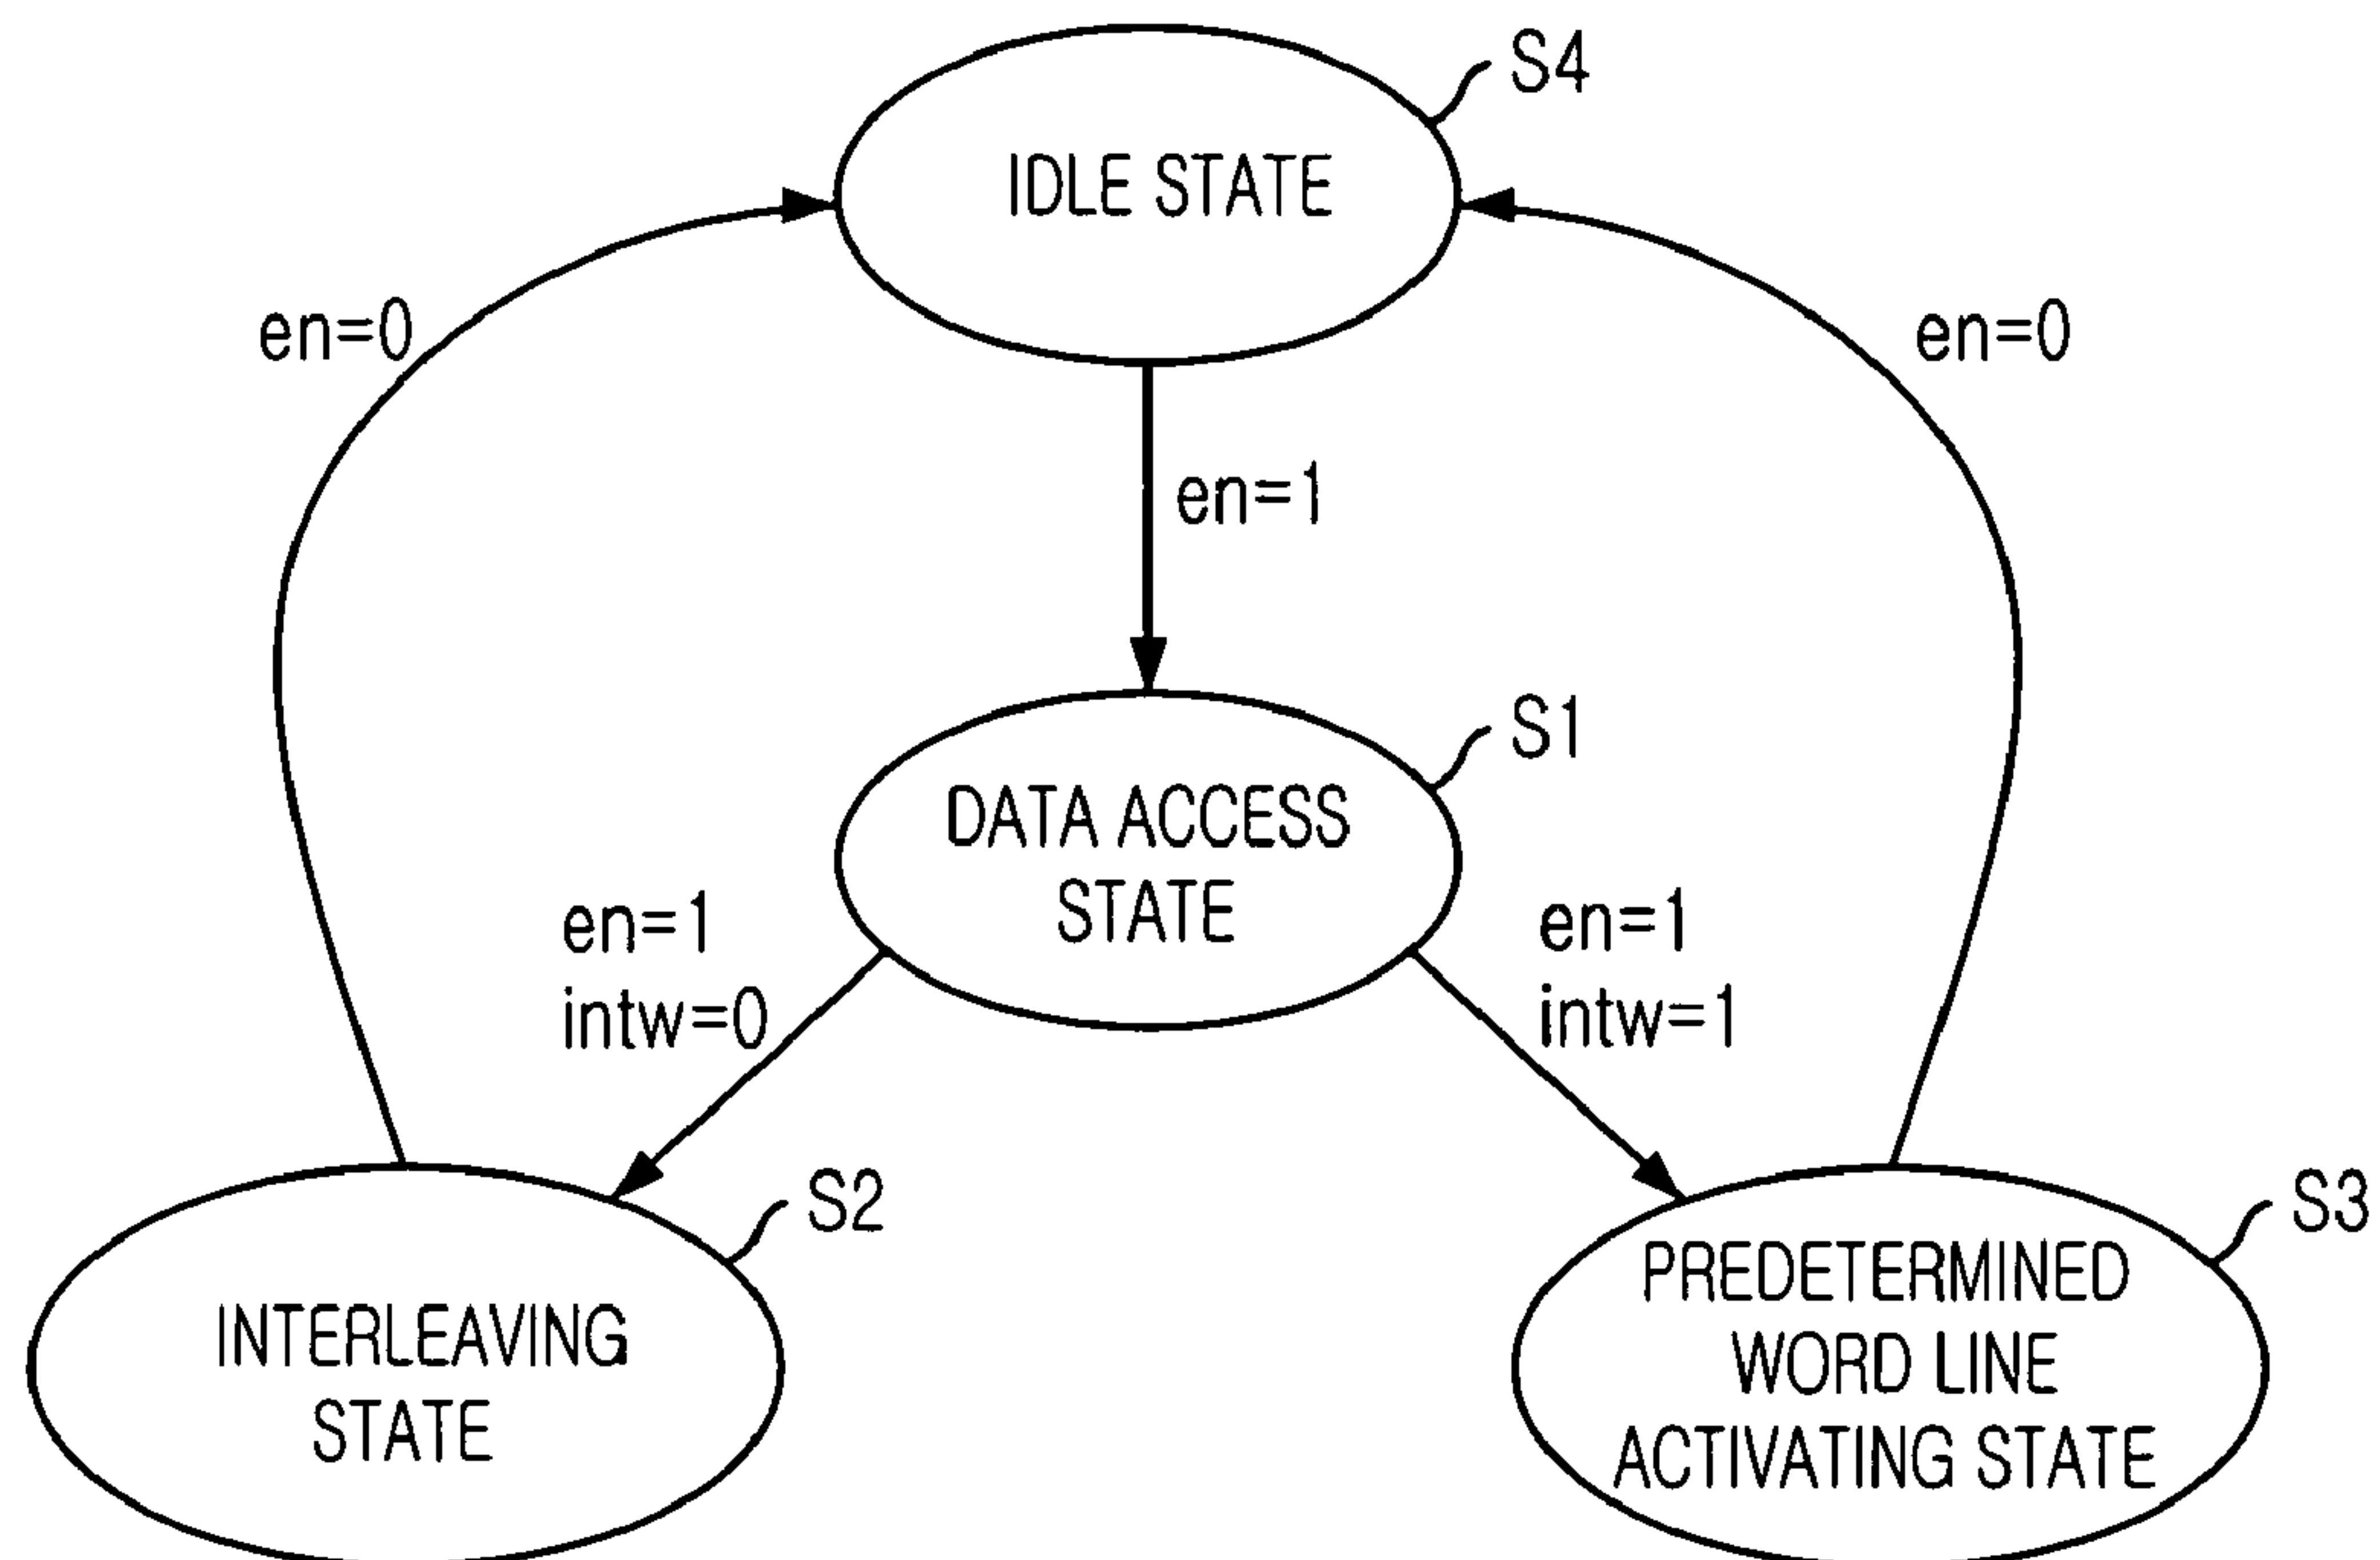 S4
IDLE STATE
en=0
en=0
en=1
S1
DATA ACCESS
STATE
en=1
intw=0
en=1
intw=1
S2
INTERLEAVING
STATE
S3
PREDETERMINED
WORD LINE
ACTIVATING STATE